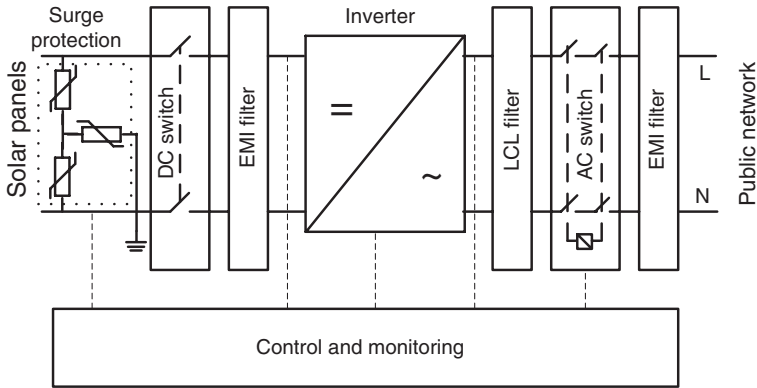 Surge
protection
Inverter
Solar panels
DC switch
EMI filter
=
~
LCL filter
AC switch
EMI filter
L
N
Public network
Control and monitoring